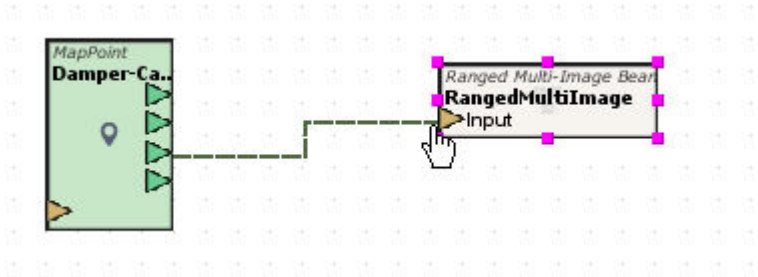 MapPoint
Damper-Ca..
Ranged Multi-Image Bean
RangedMultiImage
Input